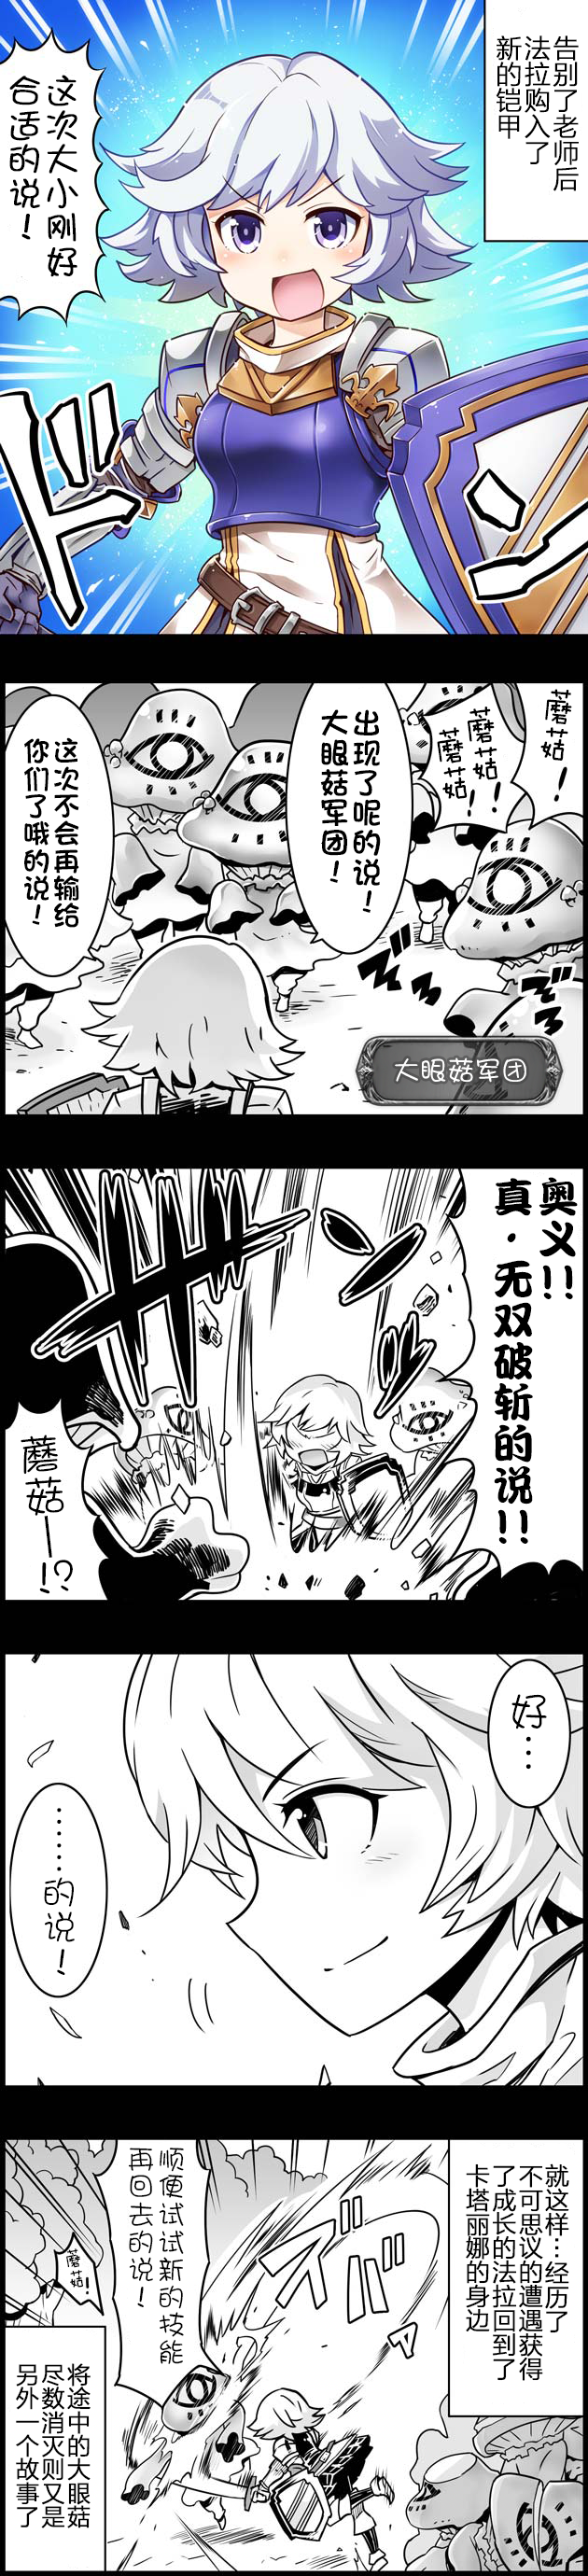 告别了老师后
法拉购入了
新的铠甲
这次大小刚好
合适的说！
ドン
蘑菇！
蘑菇！
蘑菇！
出现了呢的说！
大眼菇军团！
这次不会再输给
你们了哦的说！
大眼菇军团
奥义!!
真·无双破斩的说!!
蘑菇—!?
好…
……的说！
就这样…经历了
不可思议的遭遇获得
了成长的法拉回到了
卡塔丽娜的身边
顺便试试新的技能
再回去的说！
蘑菇！
将途中的大眼菇
尽数消灭则又是
另外一个故事了